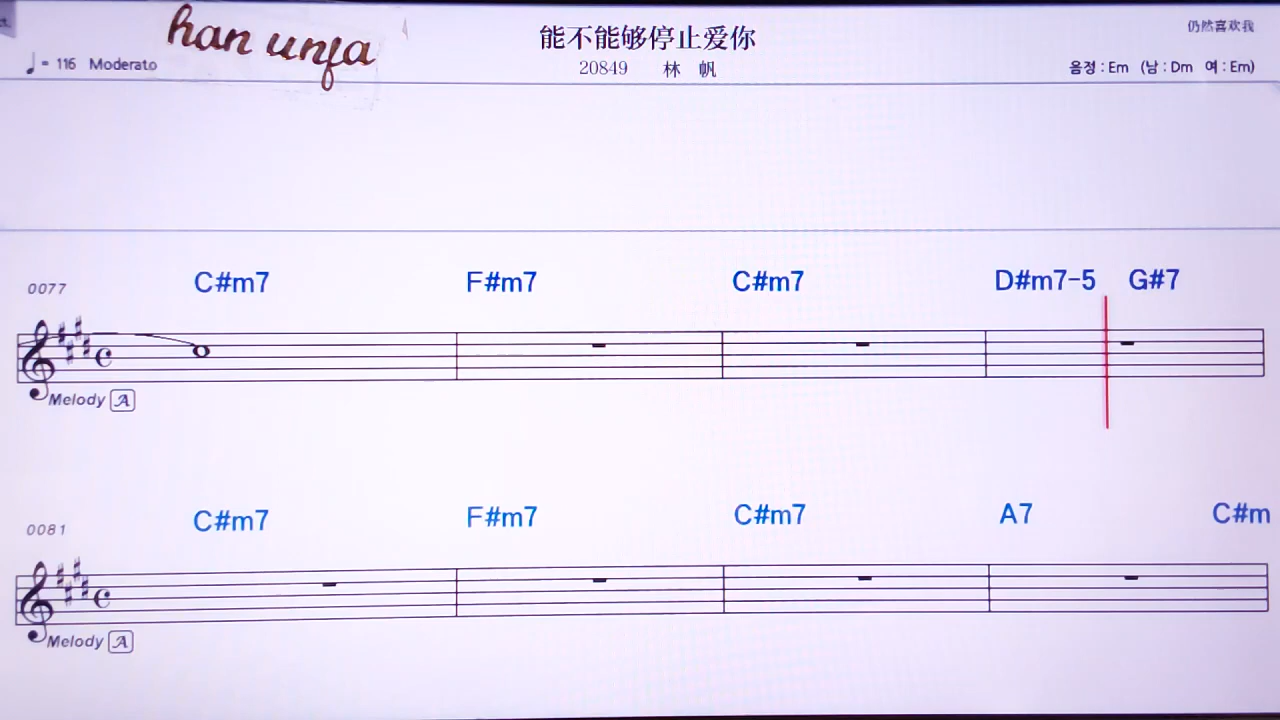 han unfa
能不能够停止爱你
仍然喜欢我
♩= 116 Moderato
20849 林 帆
음정 : Em (남 : Dm 여 : Em)
0077
C#m7 F#m7 C#m7 D#m7-5 G#7
Melody A
0081
C#m7 F#m7 C#m7 A7 C#m
Melody A